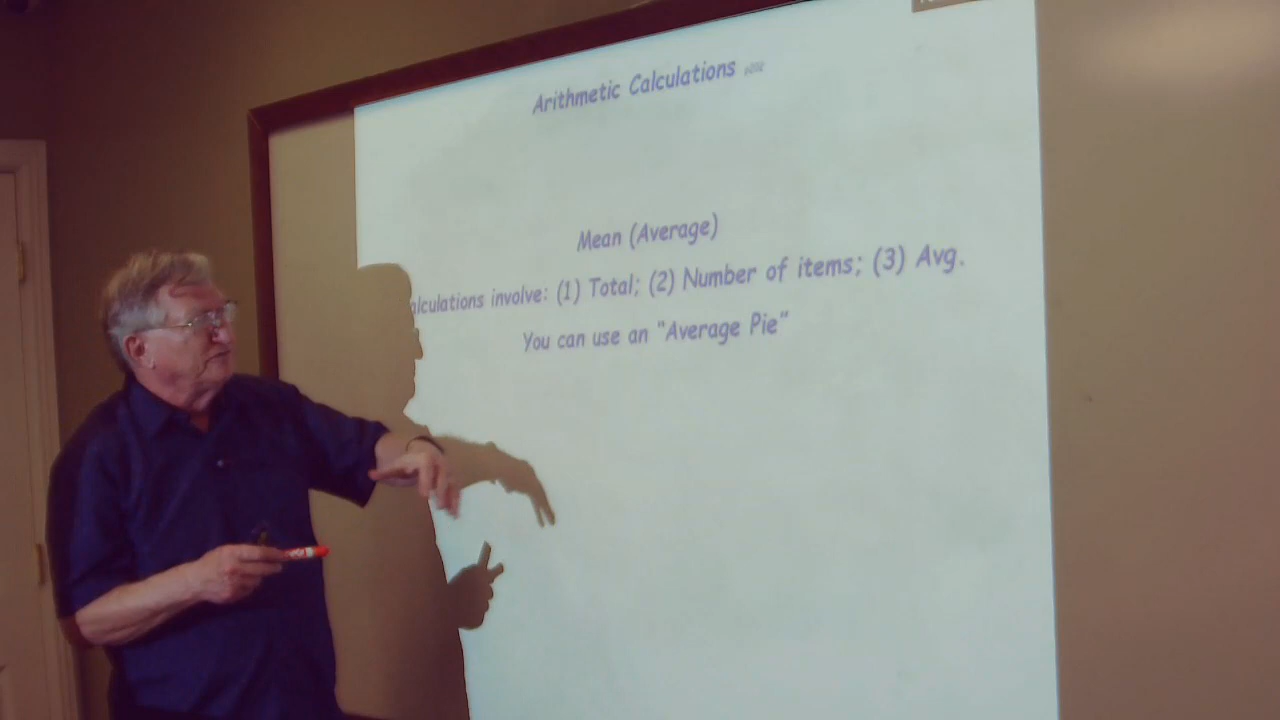 Arithmetic Calculations
Mean (Average)
alculations involve: (1) Total; (2) Number of items; (3) Avg.
You can use an "Average Pie"